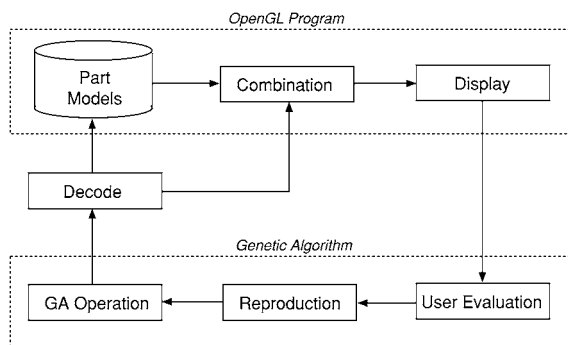 OpenGL Program
Part
Models
Combination
Display
Decode
Genetic Algorithm
GA Operation
Reproduction
User Evaluation